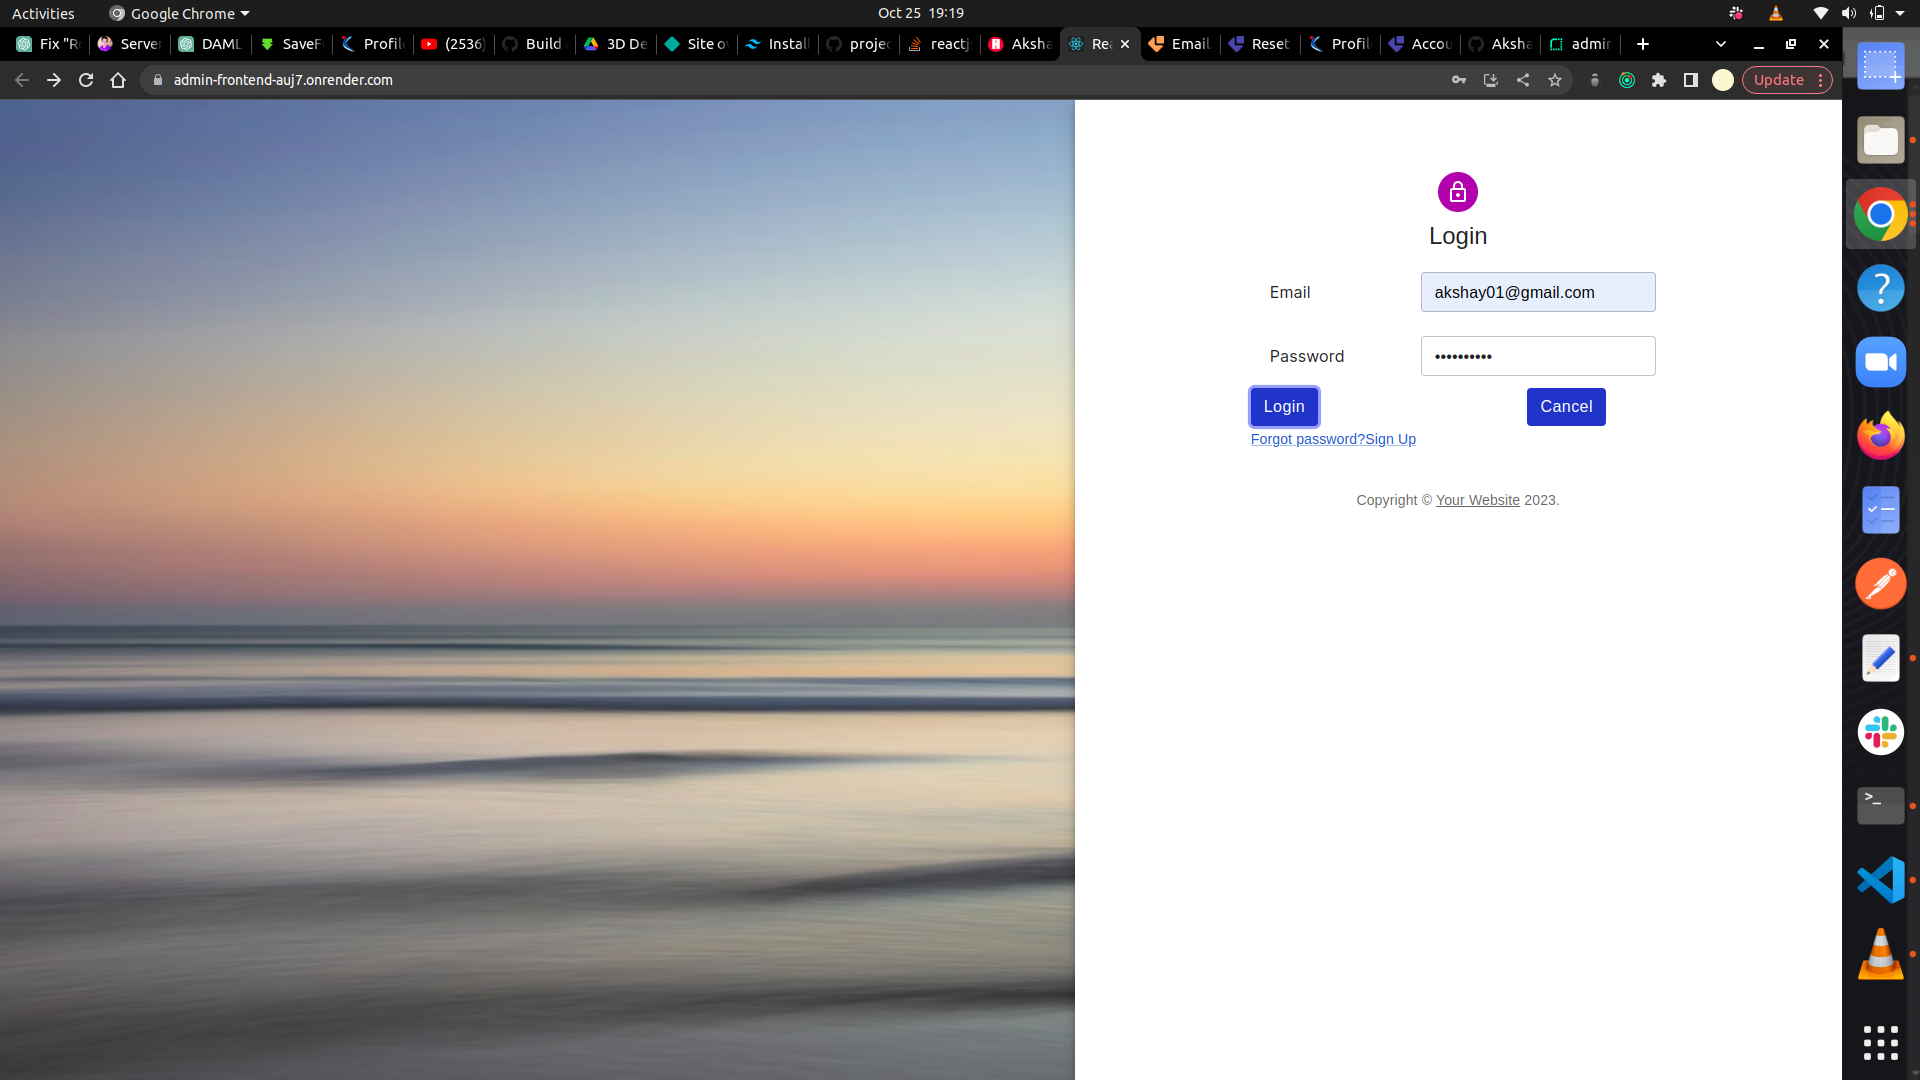 Activities Google Chrome Oct 25 19:19
Fix "R Server DAML SaveF Profil (2536) Build 3D De Site o Install projec reactj Aksha Rea Email Reset Profil Accou Aksha admin
admin-frontend-auj7.onrender.com Update
Login
Email akshay01@gmail.com
Password ••••••••••
Login Cancel
Forgot password?Sign Up
Copyright © Your Website 2023.